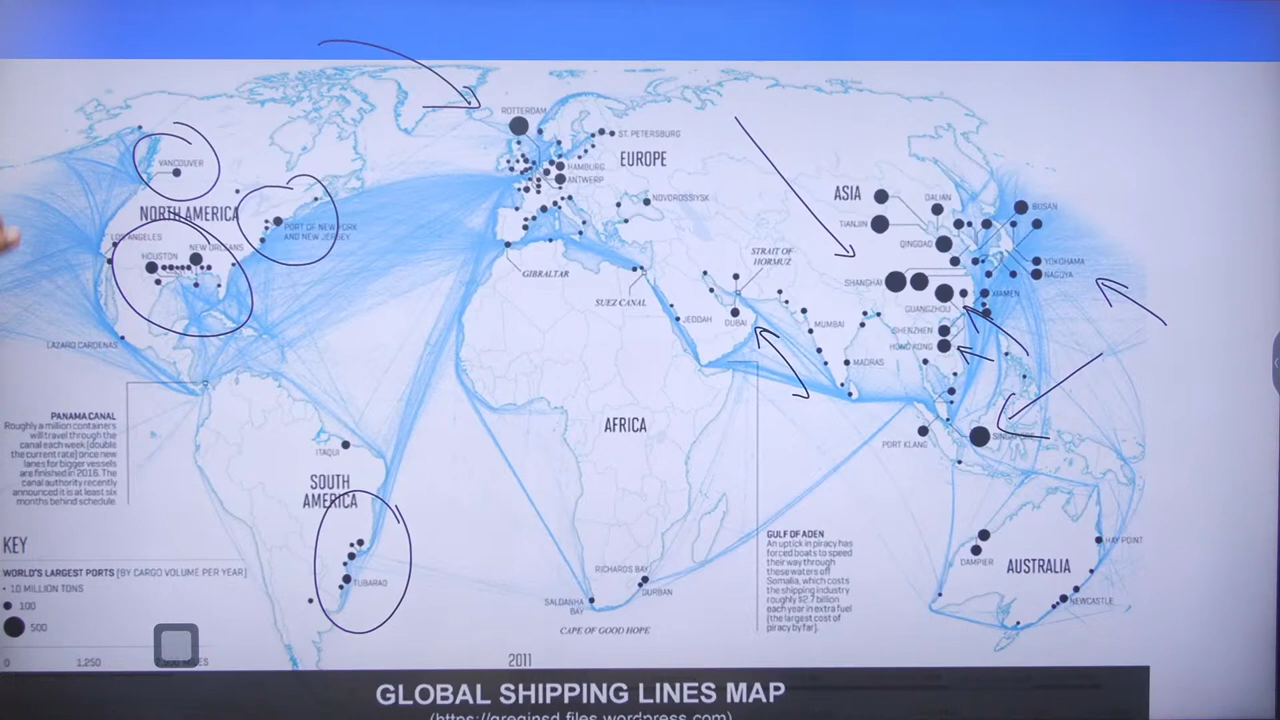 ROTTERDAM
ST. PETERSBURG
EUROPE
HAMBURG
ANTWERP
NOVOROSSIYSK
VANCOUVER
NORTH AMERICA
PORT OF NEW YORK
AND NEW JERSEY
LOS ANGELES
NEW ORLEANS
HOUSTON
LAZARO CARDENAS
GIBRALTAR
SUEZ CANAL
JEDDAH
STRAIT OF
HORMUZ
DUBAI
MUMBAI
MADRAS
ASIA
DALIAN
BUSAN
TIANJIN
QINGDAO
YOKOHAMA
NAGOYA
SHANGHAI
XIAMEN
GUANGZHOU
SHENZHEN
HONG KONG
PORT KLANG
AFRICA
ITAQUI
SOUTH
AMERICA
TUBARAO
RICHARDS BAY
DURBAN
SALDANHA
BAY
CAPE OF GOOD HOPE
DAMPIER
AUSTRALIA
HAY POINT
NEWCASTLE
PANAMA CANAL
Roughly a million containers
will travel through the
canal each week (double
the current rate) once new
lanes for bigger vessels
are finished in 2016. The
canal authority recently
announced it is at least six
months behind schedule.
GULF OF ADEN
An uptick in piracy has
forced boats to speed
their way through
these waters off
Somalia, which costs
the shipping industry
roughly $2.7 billion
each year in extra fuel
(the largest cost of
piracy by far).
KEY
WORLD'S LARGEST PORTS (BY CARGO VOLUME PER YEAR)
10 MILLION TONS
100
500
0 1,250 MILES
2011
GLOBAL SHIPPING LINES MAP
(https://greginsd.files.wordpress.com)